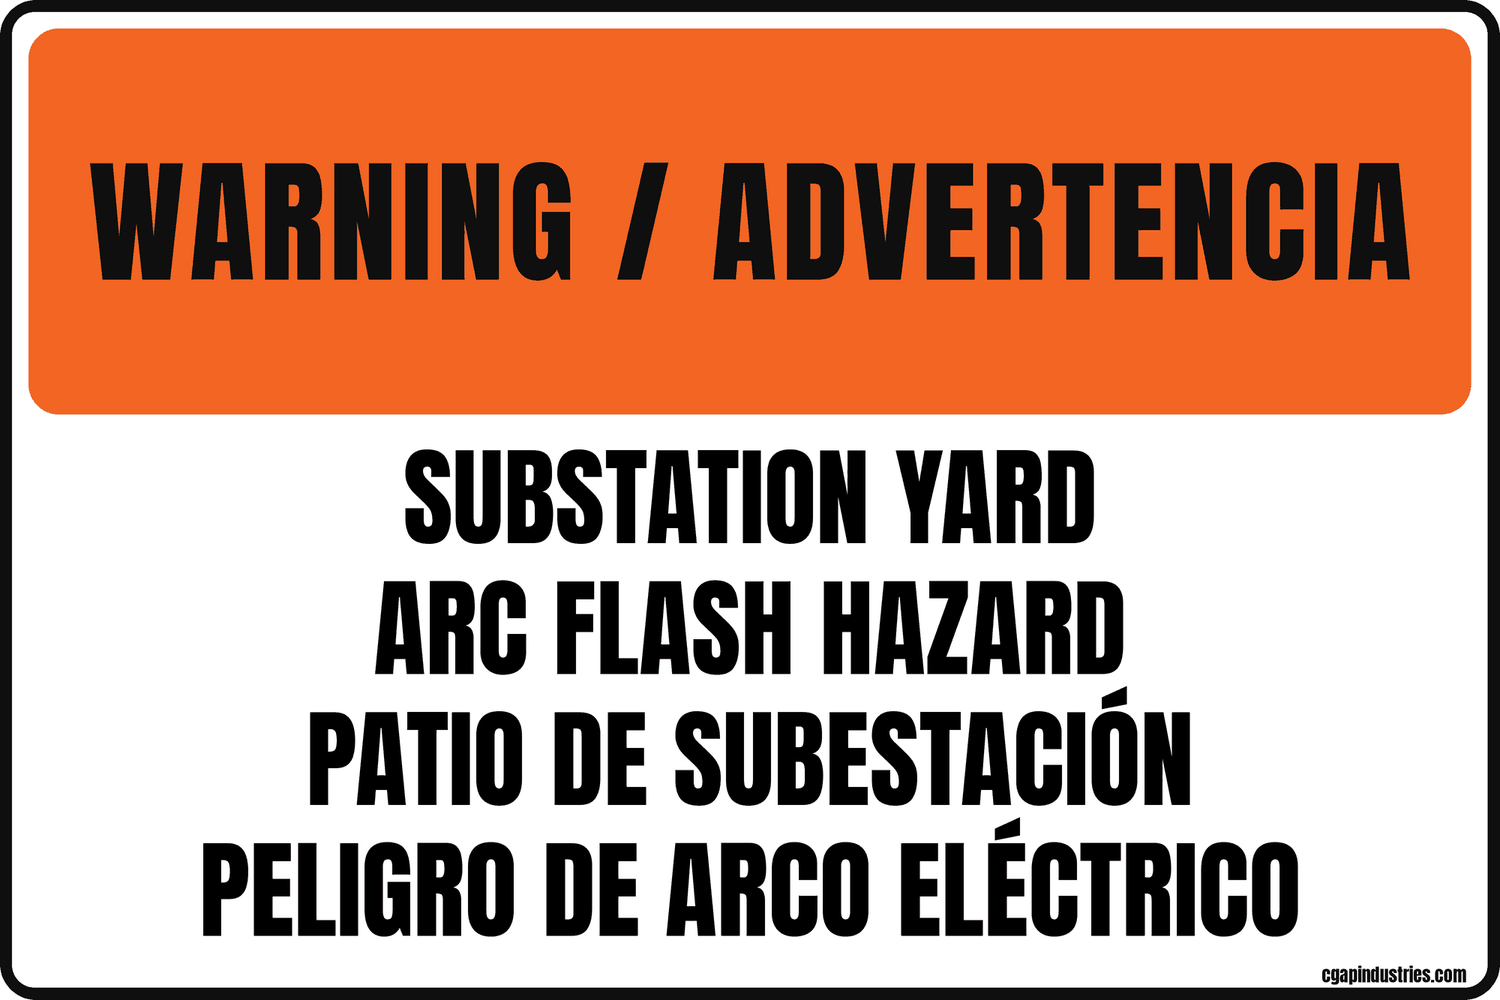 WARNING / ADVERTENCIA
SUBSTATION YARD
ARC FLASH HAZARD
PATIO DE SUBESTACIÓN
PELIGRO DE ARCO ELÉCTRICO
cgapindustries.com